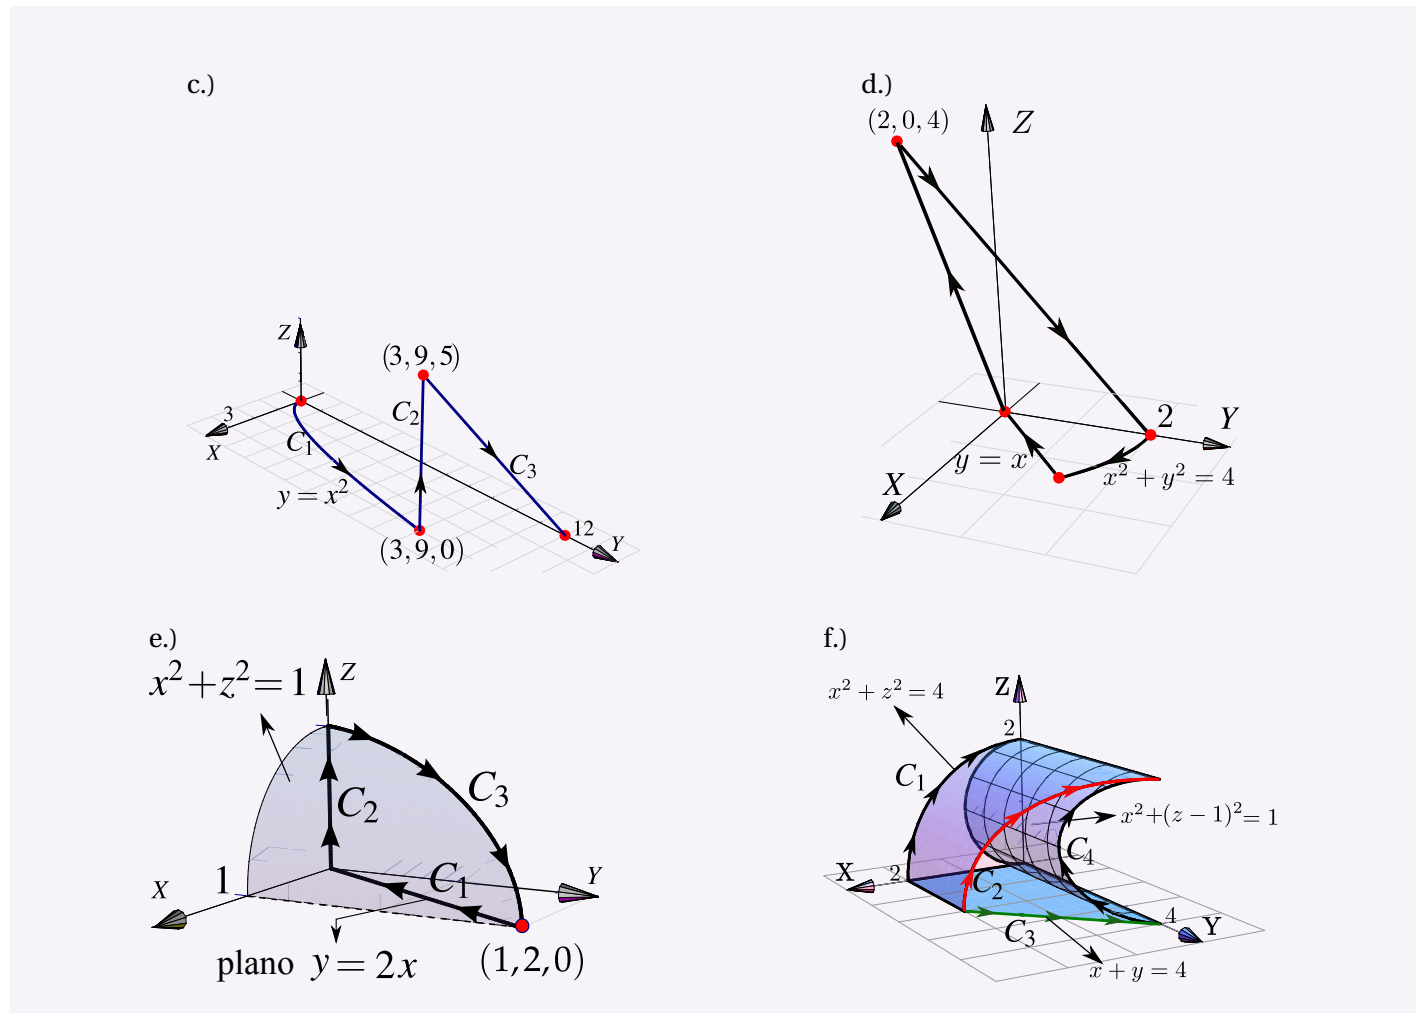 c.)
Z
1
3
X
C₁
y = x²
(3,9,5)
C₂
C₃
(3,9,0)
12
Y
d.)
(2,0,4)
Z
2
Y
y = x
x² + y² = 4
X
e.)
x²+z²=1
Z
C₃
C₂
C₁
X
1
Y
plano y = 2x
(1,2,0)
f.)
x² + z² = 4
Z
2
C₁
x²+(z − 1)²= 1
X
2
C₄
C₂
C₃
4
Y
x + y = 4